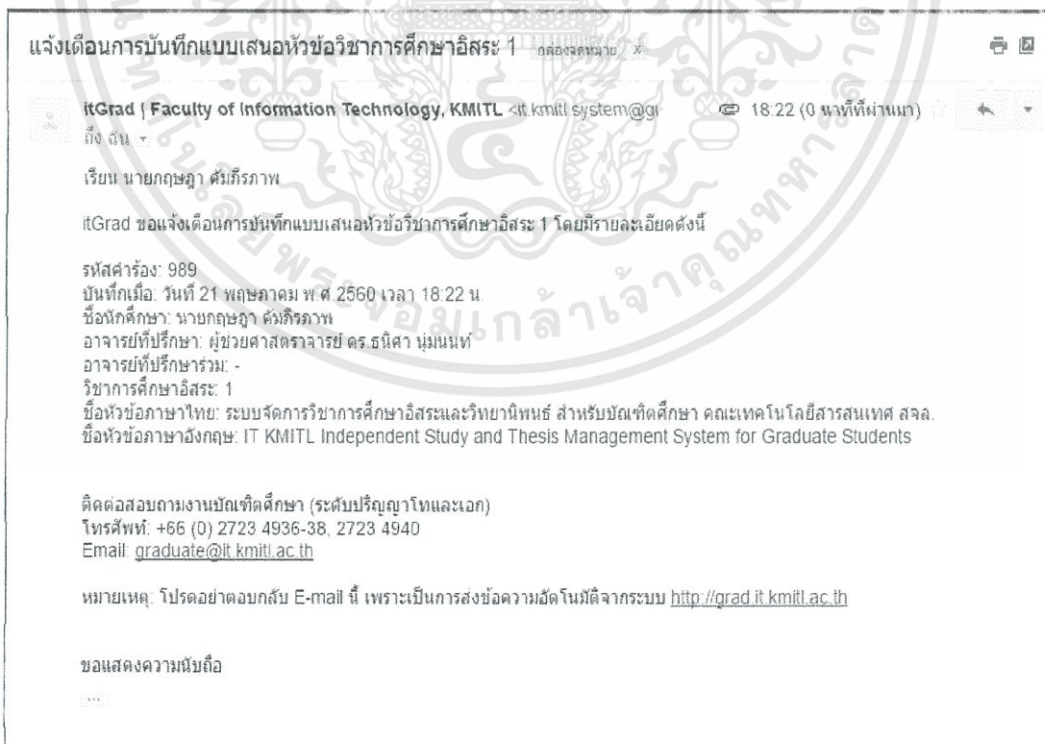 แจ้งเตือนการบันทึกแบบเสนอหัวข้อวิชาการศึกษาอิสระ 1 กล่องจดหมาย x
itGrad | Faculty of Information Technology, KMITL <it.kmitl.system@g 18:22 (0 นาทีที่ผ่านมา)
ถึง ฉัน
เรียน นายกฤษฎา คัมภิรภาพ
itGrad ขอแจ้งเตือนการบันทึกแบบเสนอหัวข้อวิชาการศึกษาอิสระ 1 โดยมีรายละเอียดดังนี้
รหัสคำร้อง: 989
บันทึกเมื่อ: วันที่ 21 พฤษภาคม พ.ศ.2560 เวลา 18:22 น.
ชื่อนักศึกษา: นายกฤษฎา คัมภิรภาพ
อาจารย์ที่ปรึกษา: ผู้ช่วยศาสตราจารย์ ดร.ธนิศา นุ่มนนท์
อาจารย์ที่ปรึกษาร่วม: -
วิชาการศึกษาอิสระ: 1
ชื่อหัวข้อภาษาไทย: ระบบจัดการวิชาการศึกษาอิสระและวิทยานิพนธ์ สำหรับบัณฑิตศึกษา คณะเทคโนโลยีสารสนเทศ สจล.
ชื่อหัวข้อภาษาอังกฤษ: IT KMITL Independent Study and Thesis Management System for Graduate Students
ติดต่อสอบถามงานบัณฑิตศึกษา (ระดับปริญญาโทและเอก)
โทรศัพท์: +66 (0) 2723 4936-38, 2723 4940
Email: graduate@it.kmitl.ac.th
หมายเหตุ: โปรดอย่าตอบกลับ E-mail นี้ เพราะเป็นการส่งข้อความอัตโนมัติจากระบบ http://grad.it.kmitl.ac.th
ขอแสดงความนับถือ